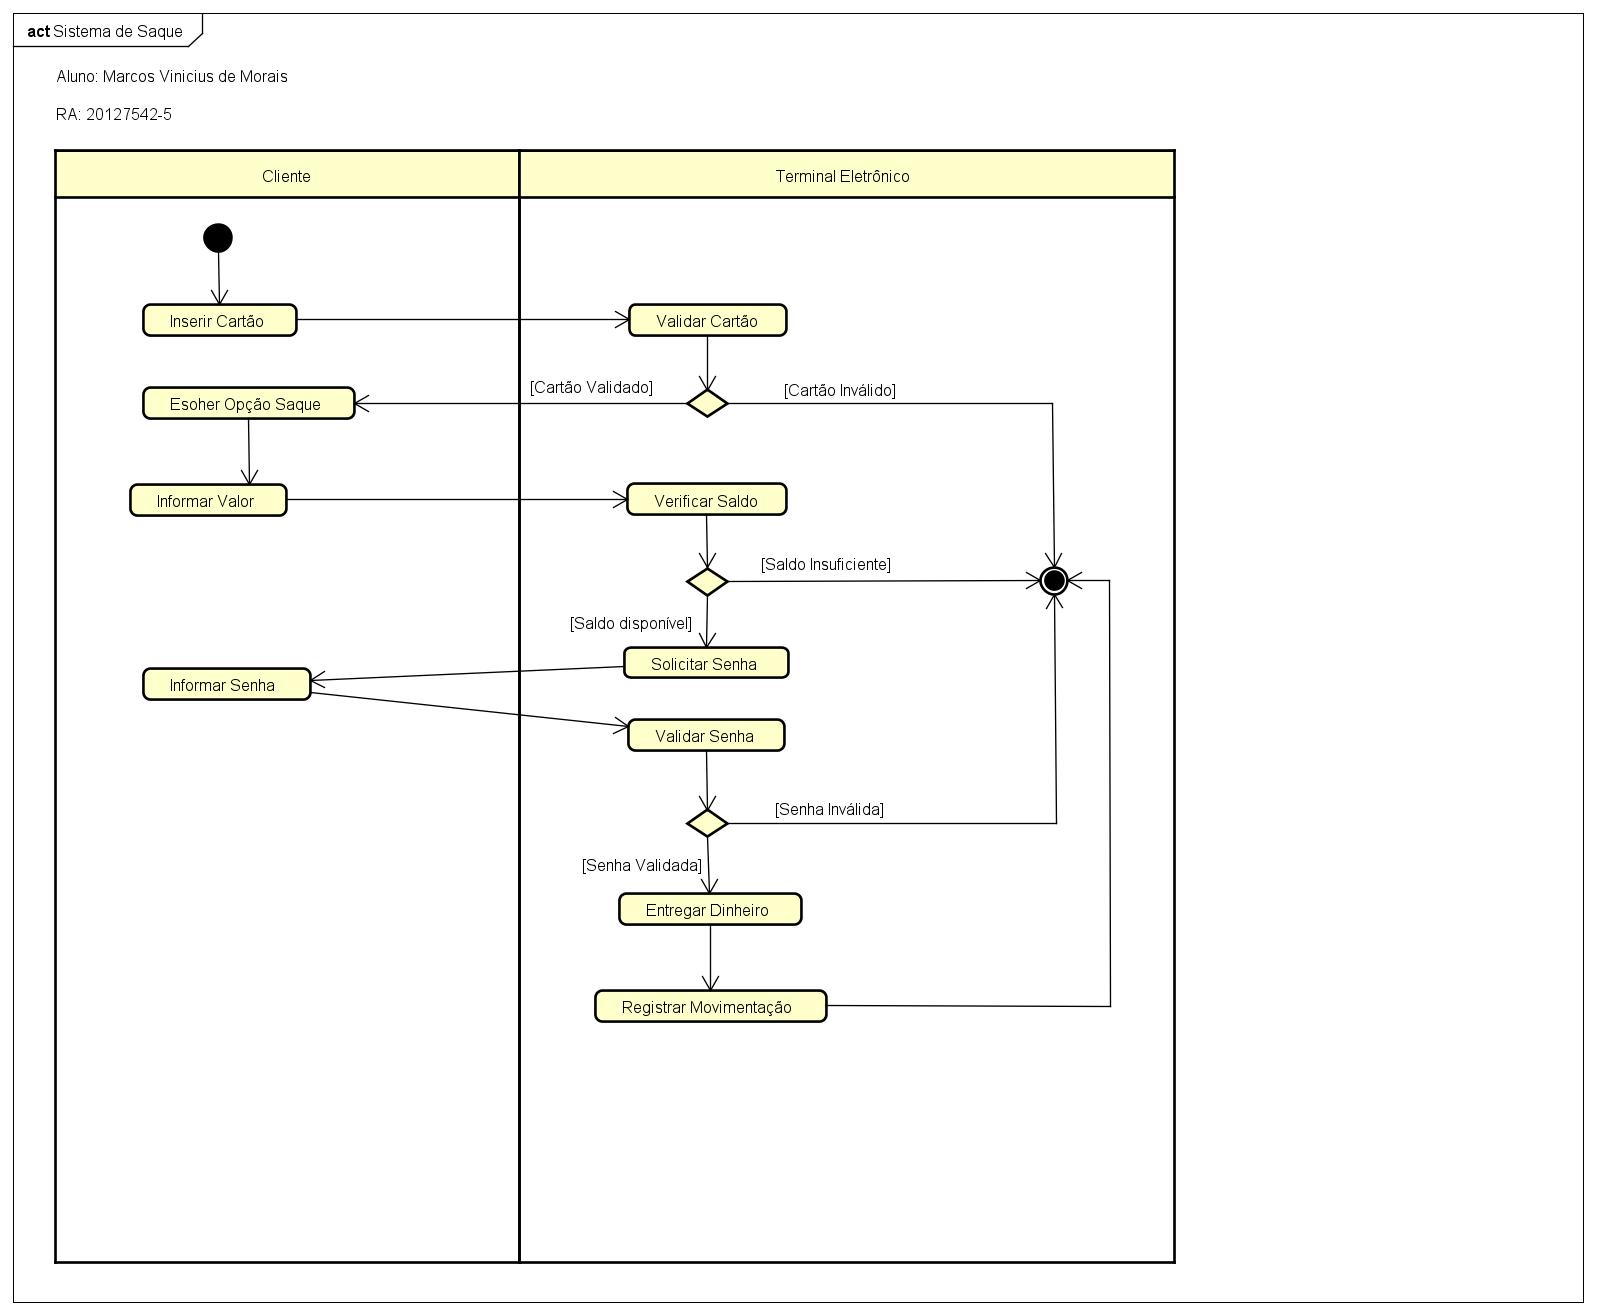 act Sistema de Saque
Aluno: Marcos Vinicius de Morais
RA: 20127542-5
Cliente
Terminal Eletrônico
Inserir Cartão
Validar Cartão
[Cartão Validado]
[Cartão Inválido]
Esoher Opção Saque
Informar Valor
Verificar Saldo
[Saldo Insuficiente]
[Saldo disponível]
Solicitar Senha
Informar Senha
Validar Senha
[Senha Inválida]
[Senha Validada]
Entregar Dinheiro
Registrar Movimentação